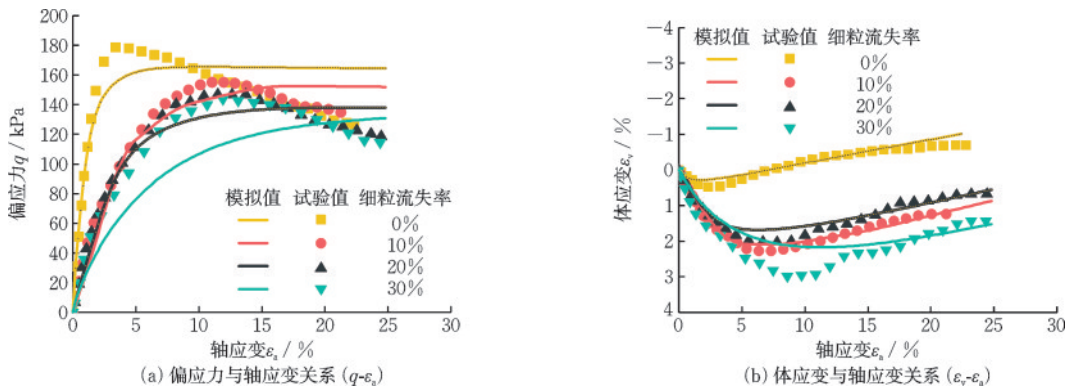 200
180
160
140
120
100
80
60
40
20
0
偏应力q / kPa
模拟值 试验值 细粒流失率
0%
10%
20%
30%
0 5 10 15 20 25 30
轴应变εa / %
(a) 偏应力与轴应变关系 (q-εa)
-4
-3
-2
-1
0
1
2
3
4
体应变εv / %
模拟值 试验值 细粒流失率
0%
10%
20%
30%
0 5 10 15 20 25 30
轴应变εa / %
(b) 体应变与轴应变关系 (εv-εa)